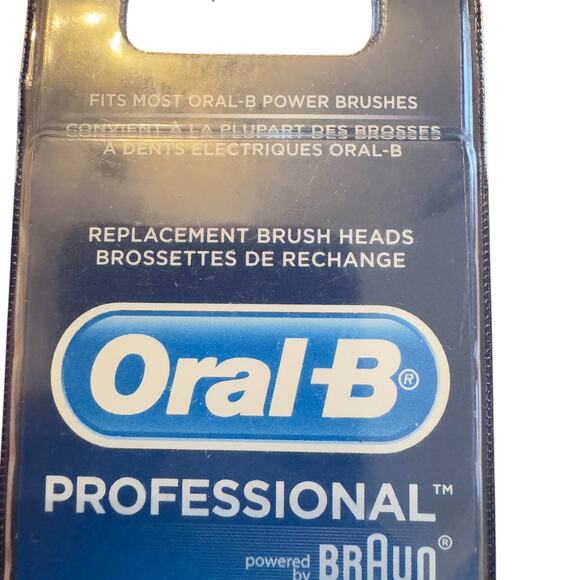 FITS MOST ORAL-B POWER BRUSHES
CONVIENT À LA PLUPART DES BROSSES
À DENTS ÉLECTRIQUES ORAL-B
REPLACEMENT BRUSH HEADS
BROSSETTES DE RECHANGE
Oral-B®
PROFESSIONAL™
powered by BRAUN®